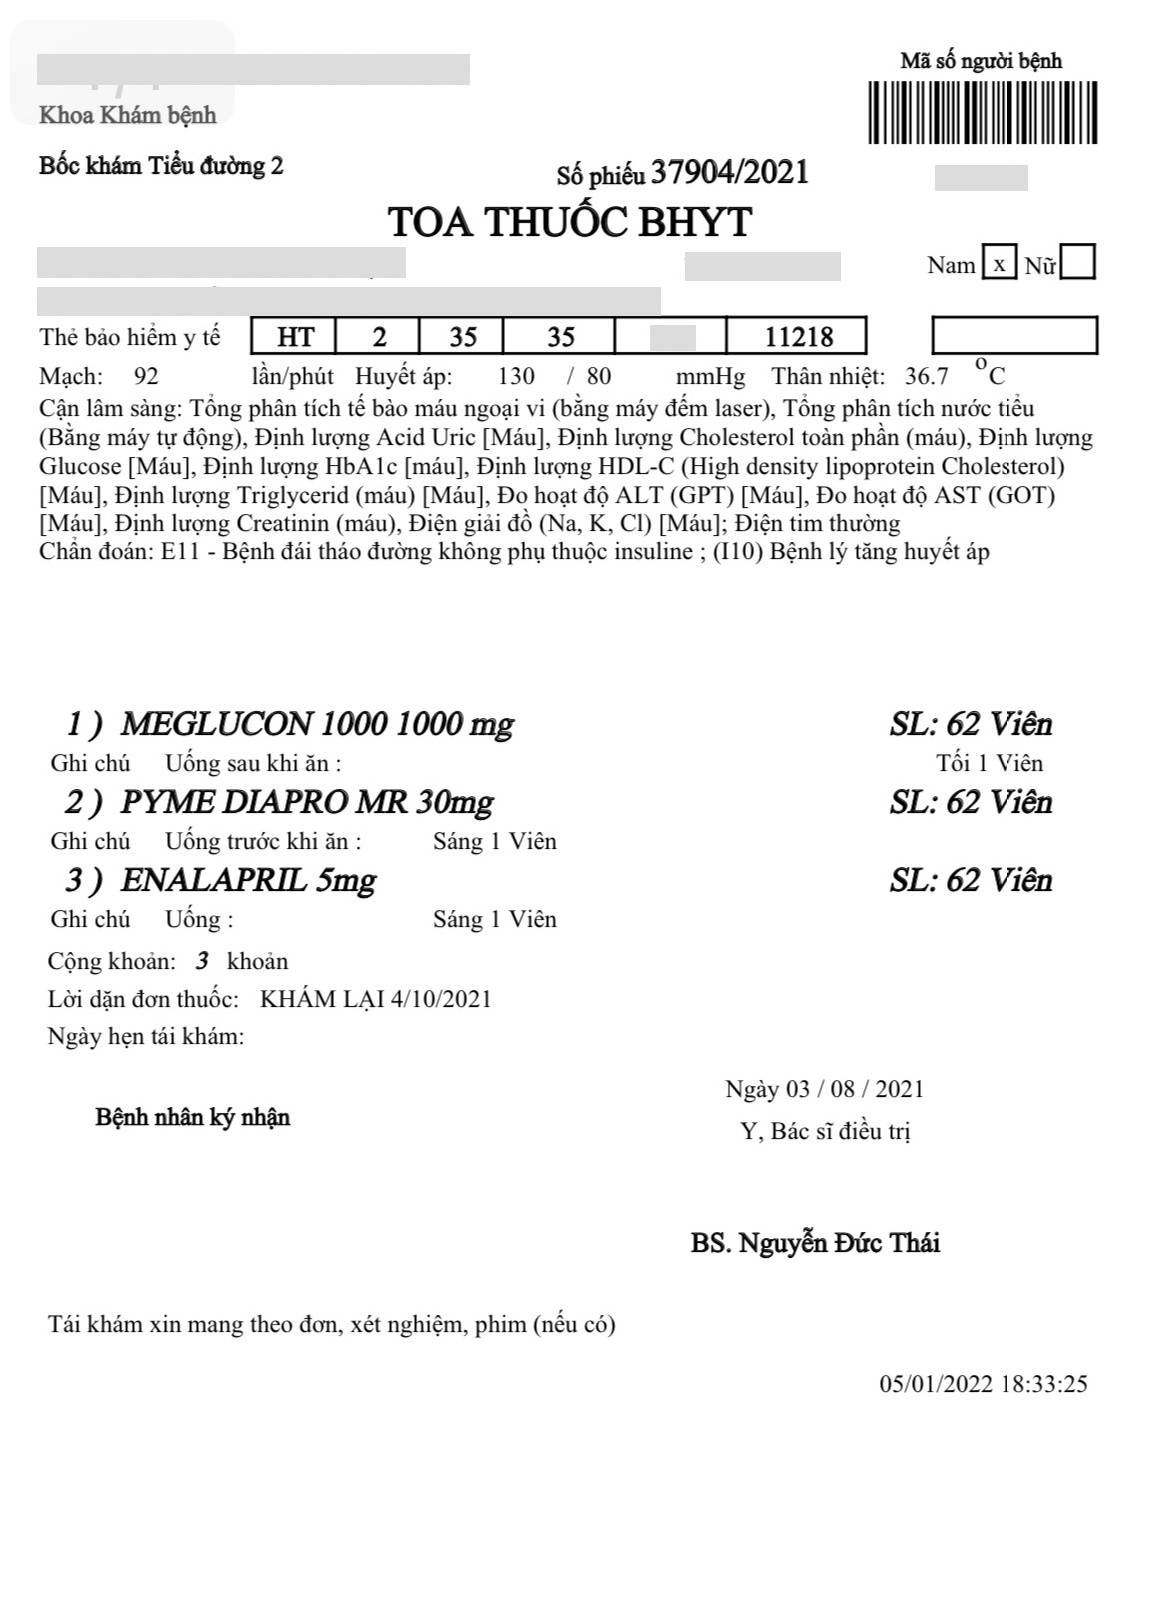 Mã số người bệnh
Khoa Khám bệnh
Bốc khám Tiểu đường 2
Số phiếu 37904/2021
TOA THUỐC BHYT
Nam x Nữ
Thẻ bảo hiểm y tế HT 2 35 35 11218
Mạch: 92 lần/phút Huyết áp: 130 / 80 mmHg Thân nhiệt: 36.7 °C
Cận lâm sàng: Tổng phân tích tế bào máu ngoại vi (bằng máy đếm laser), Tổng phân tích nước tiểu
(Bằng máy tự động), Định lượng Acid Uric [Máu], Định lượng Cholesterol toàn phần (máu), Định lượng
Glucose [Máu], Định lượng HbA1c [máu], Định lượng HDL-C (High density lipoprotein Cholesterol)
[Máu], Định lượng Triglycerid (máu) [Máu], Đo hoạt độ ALT (GPT) [Máu], Đo hoạt độ AST (GOT)
[Máu], Định lượng Creatinin (máu), Điện giải đồ (Na, K, Cl) [Máu]; Điện tim thường
Chẩn đoán: E11 - Bệnh đái tháo đường không phụ thuộc insuline ; (I10) Bệnh lý tăng huyết áp
1 ) MEGLUCON 1000 1000 mg SL: 62 Viên
Ghi chú Uống sau khi ăn : Tối 1 Viên
2 ) PYME DIAPRO MR 30mg SL: 62 Viên
Ghi chú Uống trước khi ăn : Sáng 1 Viên
3 ) ENALAPRIL 5mg SL: 62 Viên
Ghi chú Uống : Sáng 1 Viên
Cộng khoản: 3 khoản
Lời dặn đơn thuốc: KHÁM LẠI 4/10/2021
Ngày hẹn tái khám:
Ngày 03 / 08 / 2021
Bệnh nhân ký nhận
Y, Bác sĩ điều trị
BS. Nguyễn Đức Thái
Tái khám xin mang theo đơn, xét nghiệm, phim (nếu có)
05/01/2022 18:33:25